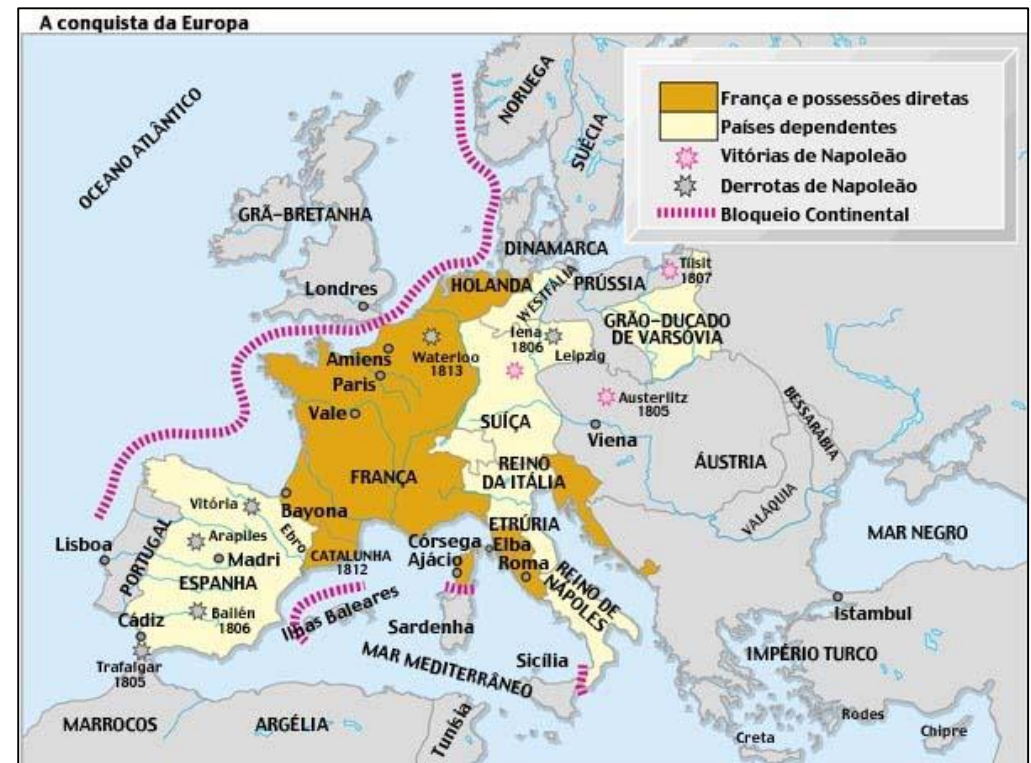 A conquista da Europa
França e possessões diretas
Países dependentes
Vitórias de Napoleão
Derrotas de Napoleão
Bloqueio Continental
OCEANO ATLÂNTICO
NORUEGA
SUÉCIA
GRÃ-BRETANHA
Londres
DINAMARCA
HOLANDA
WESTFÁLIA
PRÚSSIA
Tilsit
1807
GRÃO-DUCADO
DE VARSÓVIA
Iena
1806
Leipzig
Amiens
Waterloo
1813
Paris
Vale
Austerlitz
1805
SUÍÇA
Viena
BESSARÁBIA
ÁUSTRIA
FRANÇA
REINO
DA ITÁLIA
VALÁQUIA
Vitória
Bayona
Ebro
ETRÚRIA
MAR NEGRO
Lisboa
PORTUGAL
Arapiles
Madri
CATALUNHA
1812
Córsega
Ajácio
Elba
Roma
ESPANHA
REINO DE
NÁPOLES
Cádiz
Bailén
1806
Ilhas Baleares
Sardenha
Istambul
Trafalgar
1805
MAR MEDITERRÂNEO
Sicília
IMPÉRIO TURCO
MARROCOS
ARGÉLIA
Tunísia
Rodes
Creta
Chipre